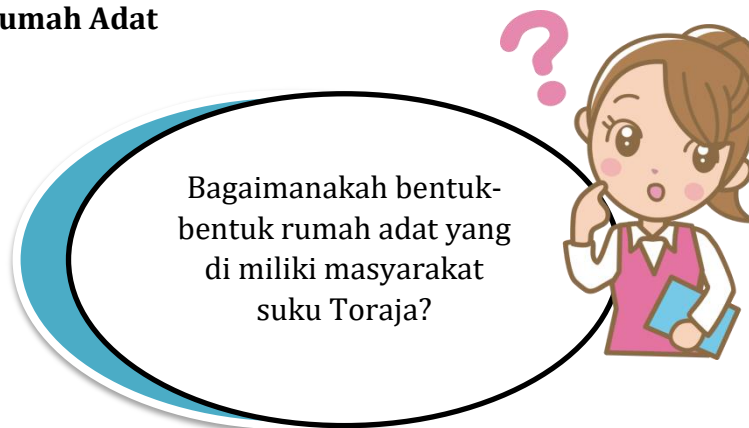 umah Adat
Bagaimanakah bentuk-
bentuk rumah adat yang
di miliki masyarakat
suku Toraja?